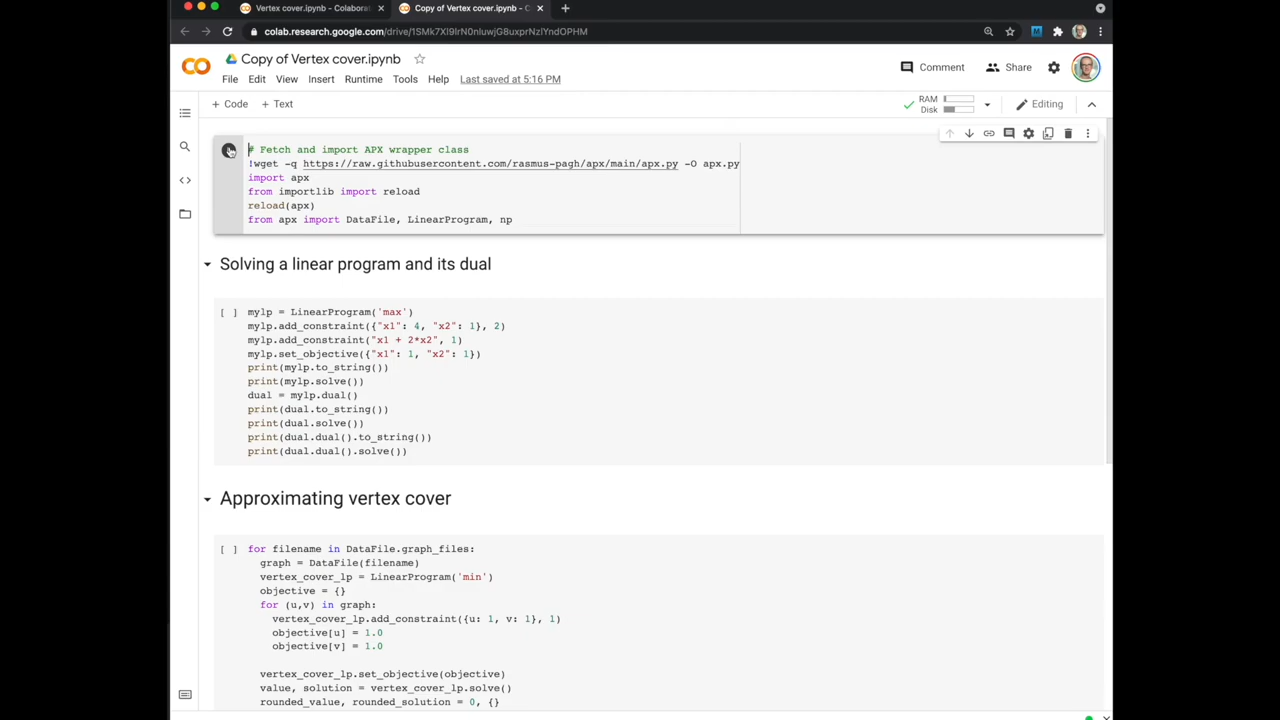 Vertex cover.ipynb - Colaborat
Copy of Vertex cover.ipynb - C
colab.research.google.com/drive/1SMk7Xl9lrN0nIuwjG8uxprNzlYndOPHM
Copy of Vertex cover.ipynb
Comment
Share
File Edit View Insert Runtime Tools Help Last saved at 5:16 PM
+ Code + Text
RAM
Disk
Editing
# Fetch and import APX wrapper class
!wget -q https://raw.githubusercontent.com/rasmus-pagh/apx/main/apx.py -O apx.py
import apx
from importlib import reload
reload(apx)
from apx import DataFile, LinearProgram, np
Solving a linear program and its dual
[ ] mylp = LinearProgram('max')
mylp.add_constraint({"x1": 4, "x2": 1}, 2)
mylp.add_constraint("x1 + 2*x2", 1)
mylp.set_objective({"x1": 1, "x2": 1})
print(mylp.to_string())
print(mylp.solve())
dual = mylp.dual()
print(dual.to_string())
print(dual.solve())
print(dual.dual().to_string())
print(dual.dual().solve())
Approximating vertex cover
[ ] for filename in DataFile.graph_files:
graph = DataFile(filename)
vertex_cover_lp = LinearProgram('min')
objective = {}
for (u,v) in graph:
vertex_cover_lp.add_constraint({u: 1, v: 1}, 1)
objective[u] = 1.0
objective[v] = 1.0
vertex_cover_lp.set_objective(objective)
value, solution = vertex_cover_lp.solve()
rounded_value, rounded_solution = 0, {}